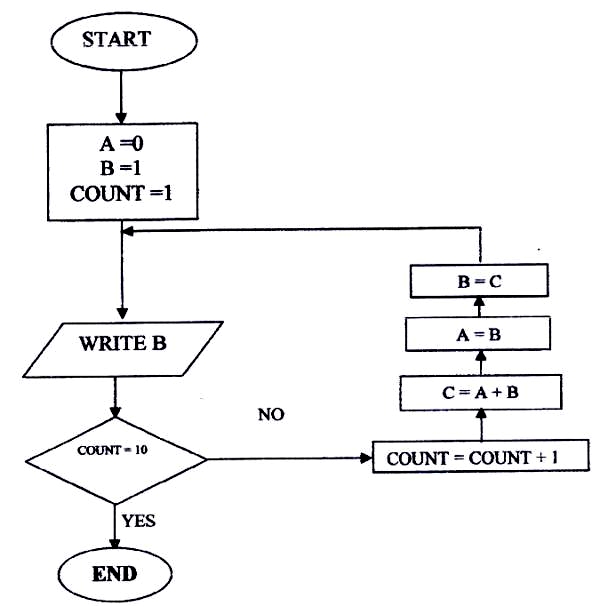 START
A =0
B =1
COUNT =1
WRITE B
COUNT = 10
NO
YES
END
COUNT = COUNT + 1
C = A + B
A = B
B = C